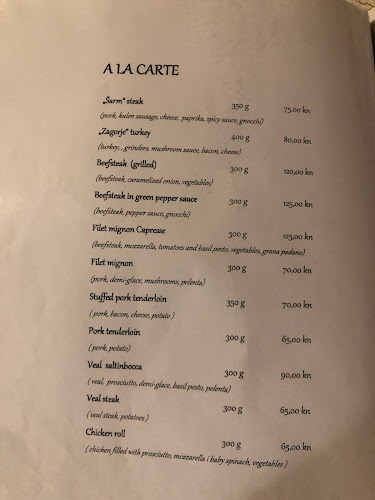 A LA CARTE
„Šurm“ steak 350 g 75,00 kn
(pork, kulen sausage, cheese, paprika, spicy sauce, gnocchi)
„Zagorje“ turkey 400 g 80,00 kn
(turkey, , grinders, mushroom sauce, bacon, cheese)
Beefsteak (grilled) 300 g 120,00 kn
(beefsteak, caramelized onion, vegetables)
Beefsteak in green pepper sauce 300 g 125,00 kn
(beefsteak, pepper sauce, gnocchi)
Filet mignon Capresse 300 g 125,00 kn
(beefsteak, mozzarella, tomatoes and basil pesto, vegetables, grana padano)
Filet mignon 300 g 70,00 kn
(pork, demi-glace, mushrooms, polenta)
Stuffed pork tenderloin 350 g 70,00 kn
( pork, bacon, cheese, potato )
Pork tenderloin 300 g 65,00 kn
( pork, potato)
Veal saltinbocca 300 g 90,00 kn
( veal, prosciutto, demi-glace, basil pesto, polenta)
Veal steak 300 g 65,00 kn
( veal steak, potatoes )
Chicken roll 300 g 65,00 kn
( chicken filled with prosciutto, mozzarella i baby spinach, vegetables )